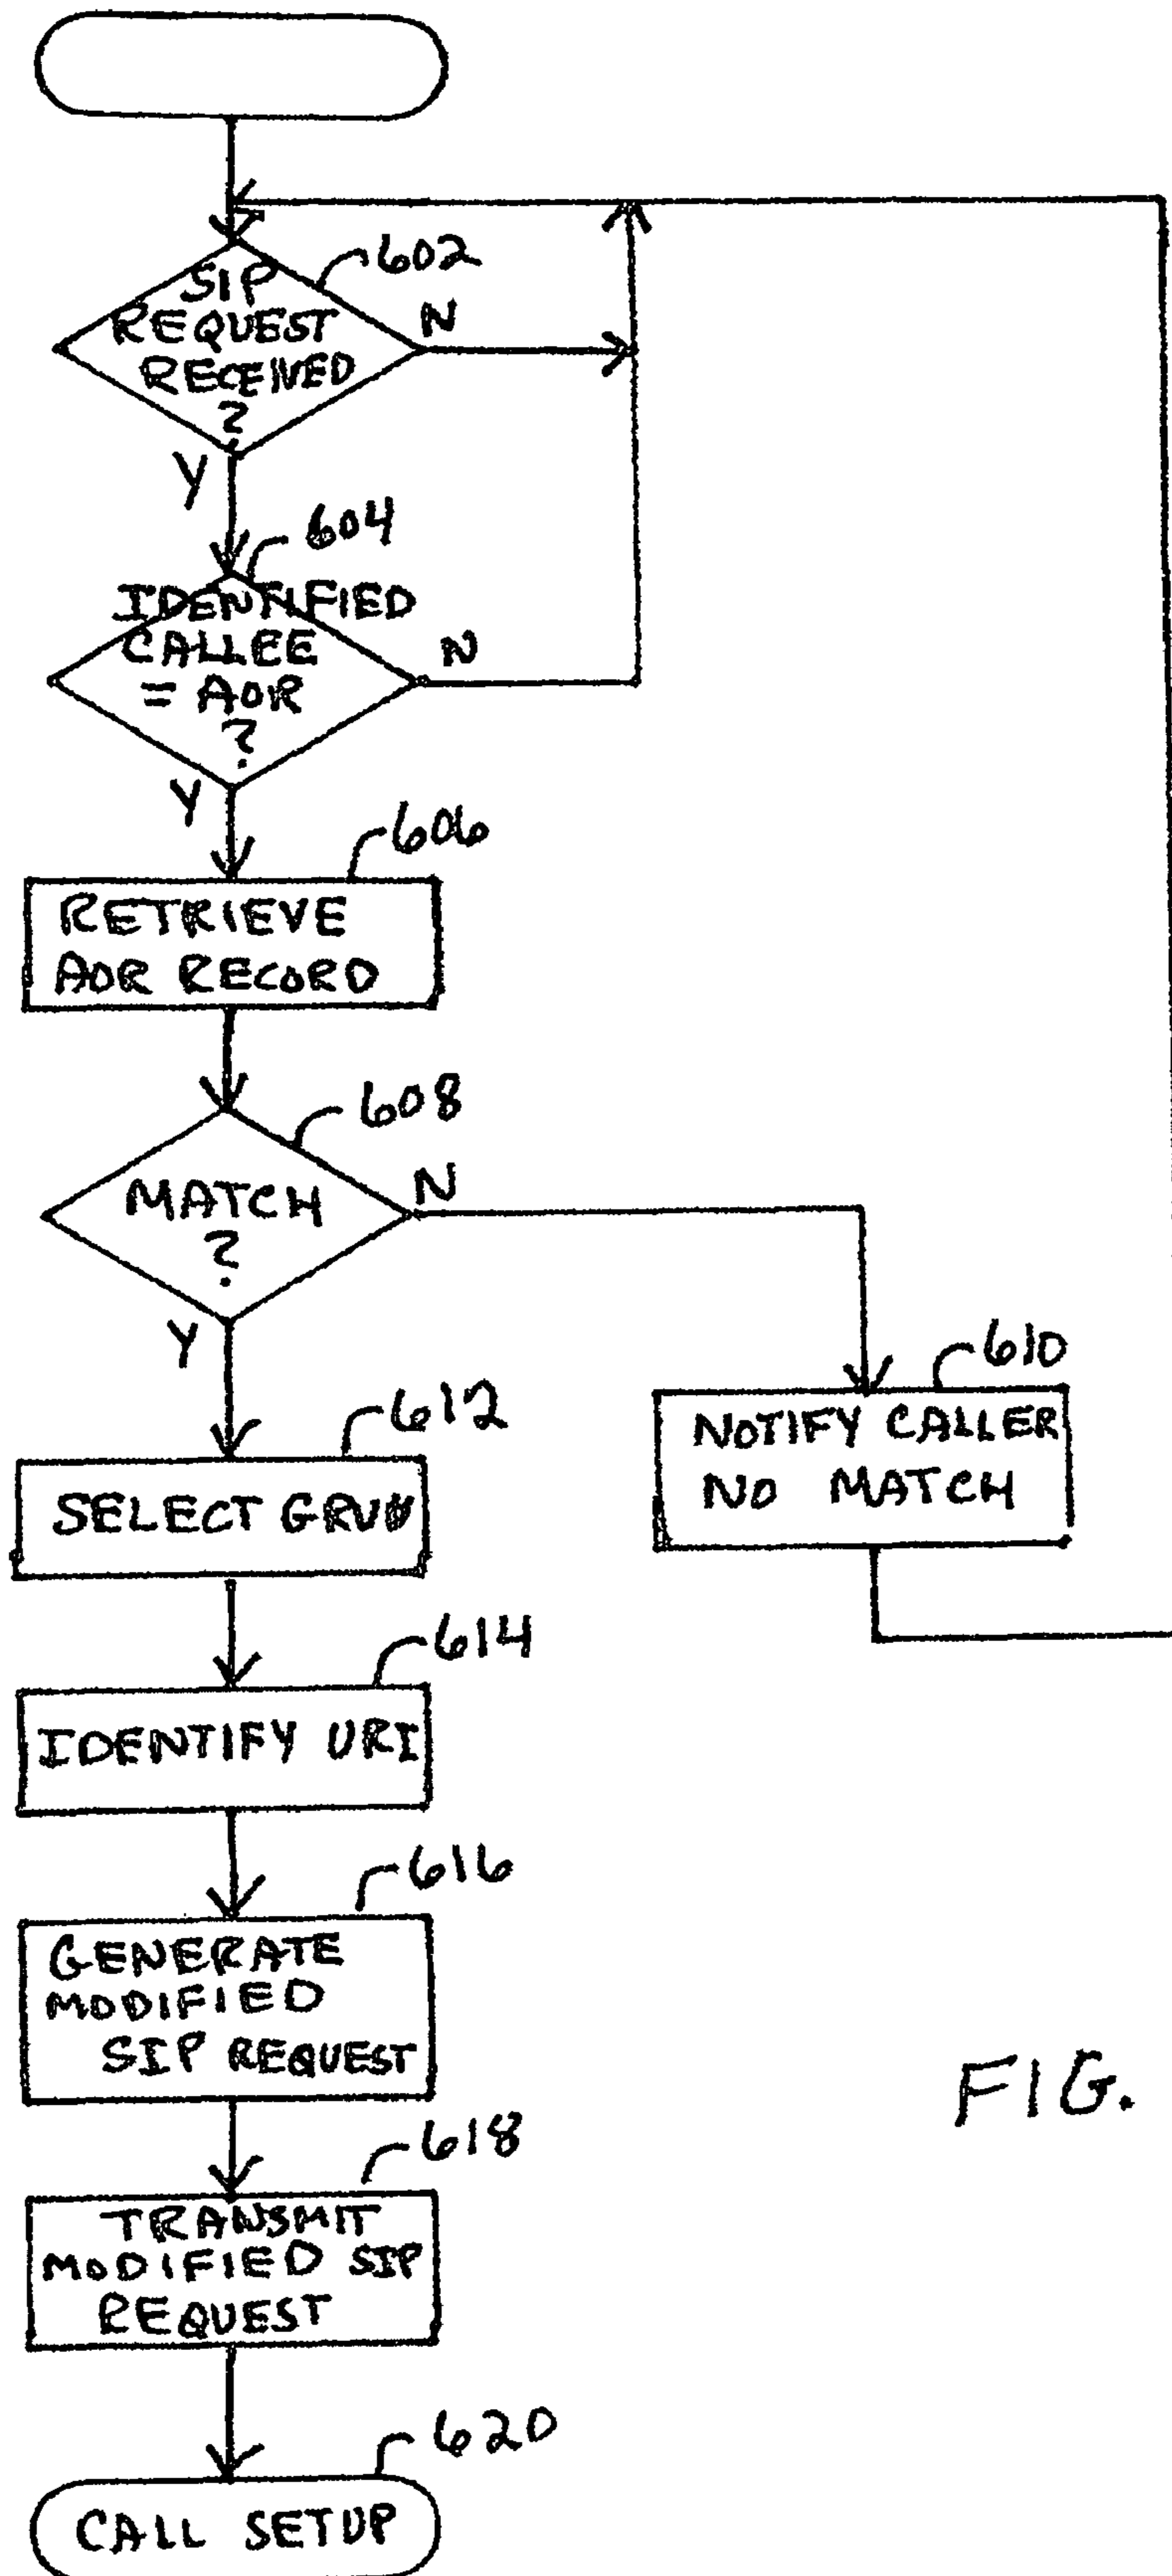 602
SIP
REQUEST
RECEIVED
?
N
Y
604
IDENTIFIED
CALLEE
= AOR
?
N
Y
606
RETRIEVE
AOR RECORD
608
MATCH
?
N
Y
610
NOTIFY CALLER
NO MATCH
612
SELECT GRUU
614
IDENTIFY URI
616
GENERATE
MODIFIED
SIP REQUEST
618
TRANSMIT
MODIFIED SIP
REQUEST
620
CALL SETUP
FIG.